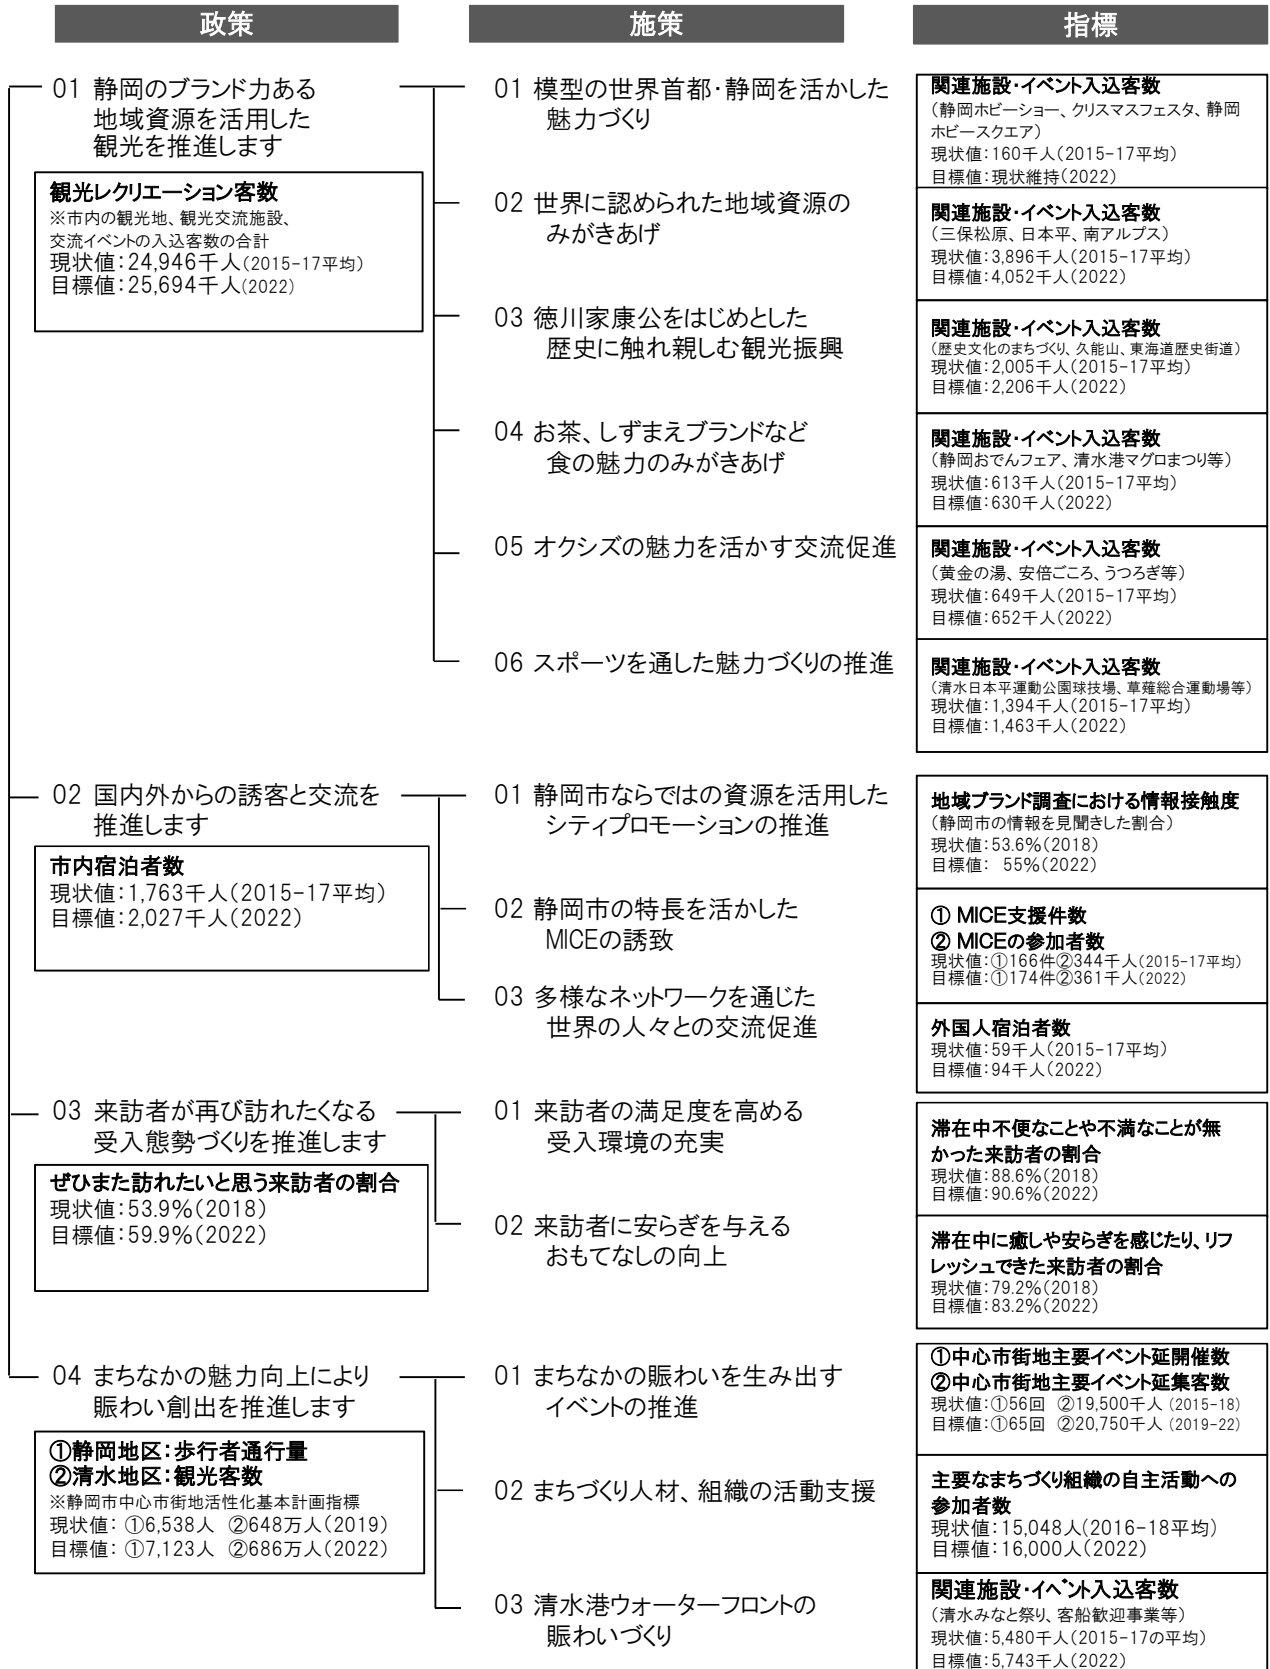 政策
施策
指標
01 静岡のブランド力ある
地域資源を活用した
観光を推進します
観光レクリエーション客数
※市内の観光地、観光交流施設、
交流イベントの入込客数の合計
現状値：24,946千人（2015-17平均）
目標値：25,694千人（2022）
01 模型の世界首都・静岡を活かした
魅力づくり
関連施設・イベント入込客数
（静岡ホビーショー、クリスマスフェスタ、静岡
ホビースクエア）
現状値：160千人（2015-17平均）
目標値：現状維持（2022）
02 世界に認められた地域資源の
みがきあげ
関連施設・イベント入込客数
（三保松原、日本平、南アルプス）
現状値：3,896千人（2015-17平均）
目標値：4,052千人（2022）
03 徳川家康公をはじめとした
歴史に触れ親しむ観光振興
関連施設・イベント入込客数
（歴史文化のまちづくり、久能山、東海道歴史街道）
現状値：2,005千人（2015-17平均）
目標値：2,206千人（2022）
04 お茶、しずまえブランドなど
食の魅力のみがきあげ
関連施設・イベント入込客数
（静岡おでんフェア、清水港マグロまつり等）
現状値：613千人（2015-17平均）
目標値：630千人（2022）
05 オクシズの魅力を活かす交流促進
関連施設・イベント入込客数
（黄金の湯、安倍ごころ、うつろぎ等）
現状値：649千人（2015-17平均）
目標値：652千人（2022）
06 スポーツを通した魅力づくりの推進
関連施設・イベント入込客数
（清水日本平運動公園球技場、草薙総合運動場等）
現状値：1,394千人（2015-17平均）
目標値：1,463千人（2022）
02 国内外からの誘客と交流を
推進します
市内宿泊者数
現状値：1,763千人（2015-17平均）
目標値：2,027千人（2022）
01 静岡市ならではの資源を活用した
シティプロモーションの推進
地域ブランド調査における情報接触度
（静岡市の情報を見聞きした割合）
現状値：53.6％（2018）
目標値： 55％（2022）
02 静岡市の特長を活かした
MICEの誘致
① MICE支援件数
② MICEの参加者数
現状値：①166件②344千人（2015-17平均）
目標値：①174件②361千人（2022）
03 多様なネットワークを通じた
世界の人々との交流促進
外国人宿泊者数
現状値：59千人（2015-17平均）
目標値：94千人（2022）
03 来訪者が再び訪れたくなる
受入態勢づくりを推進します
ぜひまた訪れたいと思う来訪者の割合
現状値：53.9％（2018）
目標値：59.9％（2022）
01 来訪者の満足度を高める
受入環境の充実
滞在中不便なことや不満なことが無
かった来訪者の割合
現状値：88.6％（2018）
目標値：90.6％（2022）
02 来訪者に安らぎを与える
おもてなしの向上
滞在中に癒しや安らぎを感じたり、リフ
レッシュできた来訪者の割合
現状値：79.2％（2018）
目標値：83.2％（2022）
04 まちなかの魅力向上により
賑わい創出を推進します
①静岡地区：歩行者通行量
②清水地区：観光客数
※静岡市中心市街地活性化基本計画指標
現状値： ①6,538人 ②648万人（2019）
目標値： ①7,123人 ②686万人（2022）
01 まちなかの賑わいを生み出す
イベントの推進
①中心市街地主要イベント延開催数
②中心市街地主要イベント延集客数
現状値：①56回 ②19,500千人（2015-18）
目標値：①65回 ②20,750千人（2019-22）
02 まちづくり人材、組織の活動支援
主要なまちづくり組織の自主活動への
参加者数
現状値：15,048人（2016-18平均）
目標値：16,000人（2022）
03 清水港ウォーターフロントの
賑わいづくり
関連施設・イベント入込客数
（清水みなと祭り、客船歓迎事業等）
現状値：5,480千人（2015-17の平均）
目標値：5,743千人（2022）